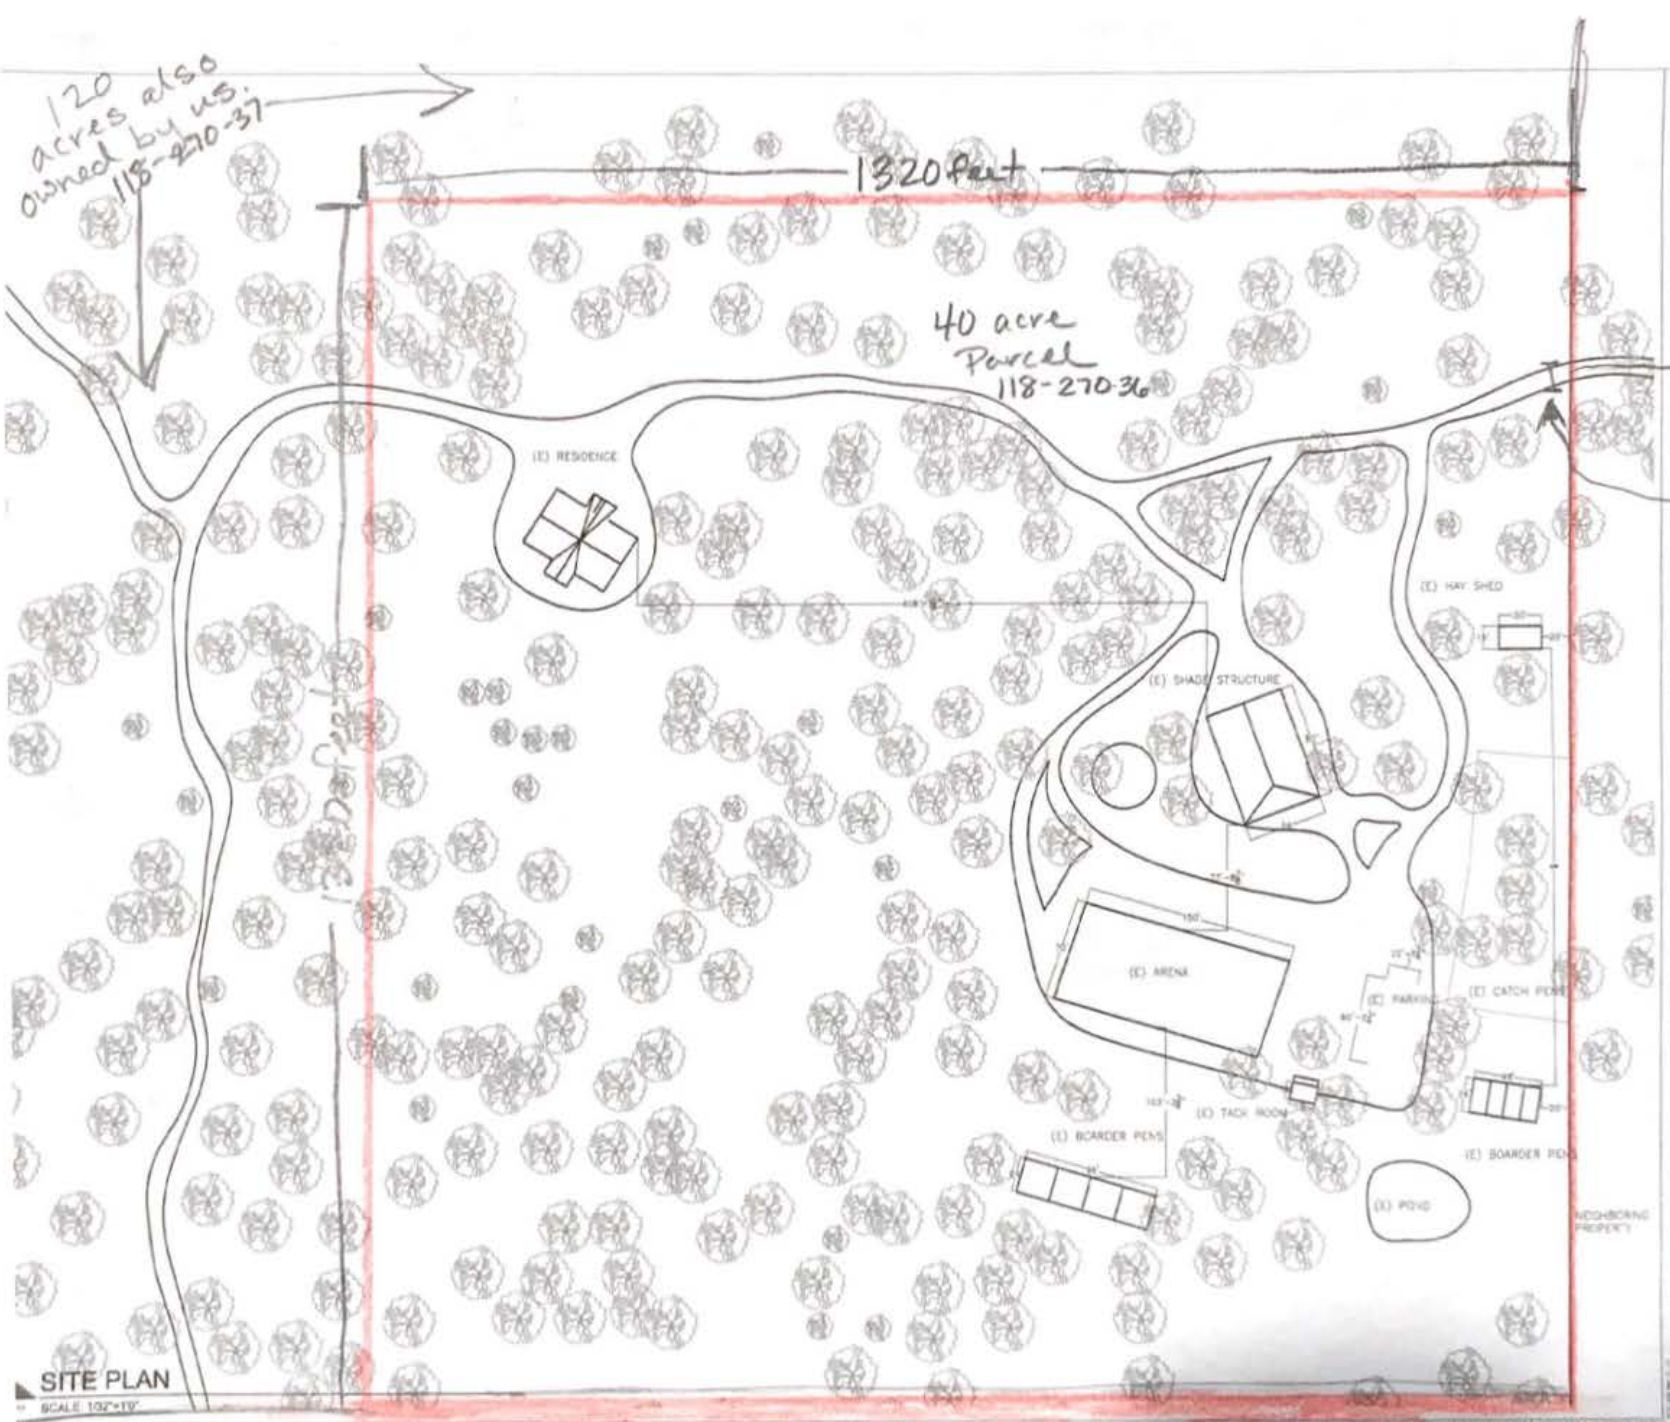 120
acres also
owned by us.
118-270-37
1320 feet
40 acre
Parcel
118-270-36
(E) RESIDENCE
(E) HAY SHED
(E) SHADE STRUCTURE
150'
(E) ARENA
(E) PARKING
(E) CATCH PENS
(E) TACK ROOM
(E) BOARDER PENS
(E) BOARDER PENS
(E) POND
NEIGHBORING
PROPERTY
SITE PLAN